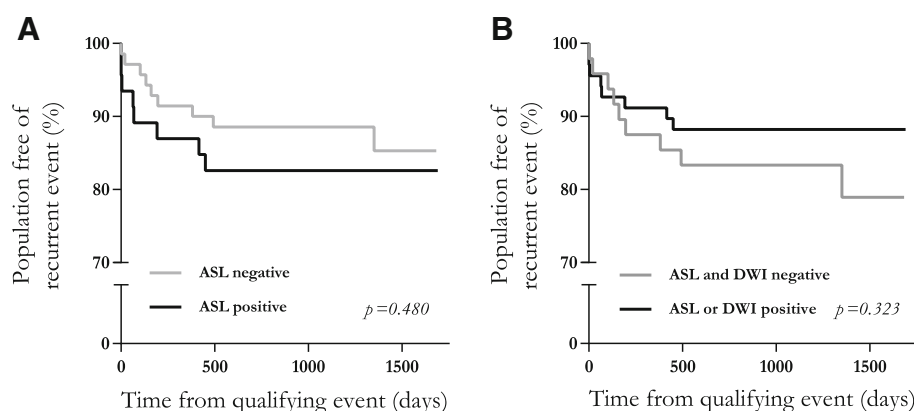 A
100
90
80
70
0
Population free of
recurrent event (%)
ASL negative
ASL positive
p=0.480
0 500 1000 1500
Time from qualifying event (days)
B
100
90
80
70
0
Population free of
recurrent event (%)
ASL and DWI negative
ASL or DWI positive
p=0.323
0 500 1000 1500
Time from qualifying event (days)